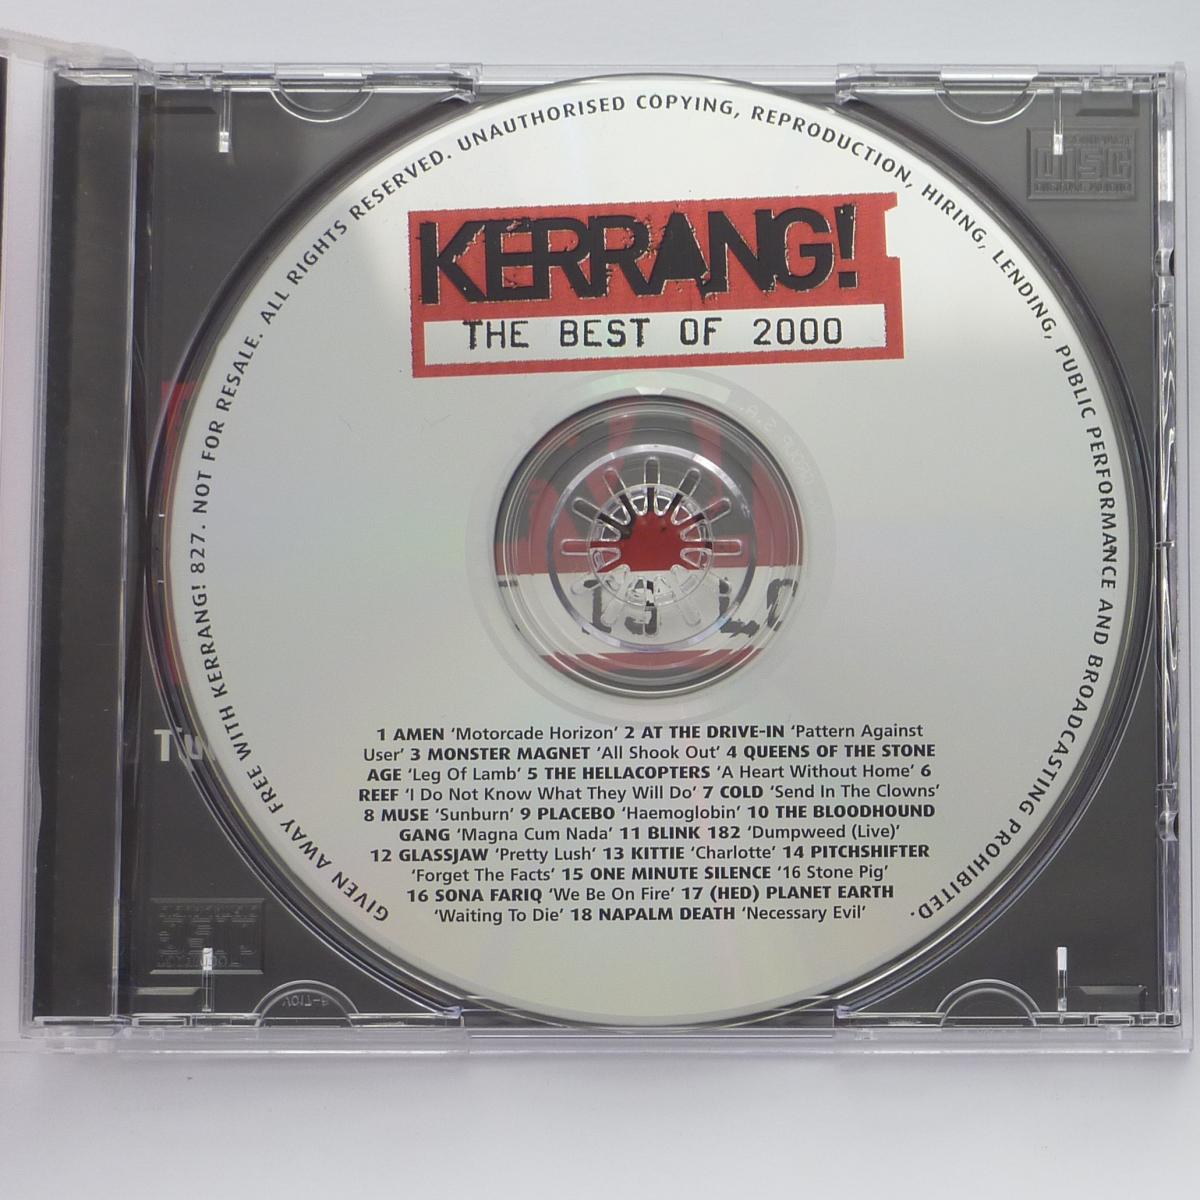 GIVEN AWAY FREE WITH KERRANG! 827. NOT FOR RESALE. ALL RIGHTS RESERVED. UNAUTHORISED COPYING, REPRODUCTION, HIRING, LENDING, PUBLIC PERFORMANCE AND BROADCASTING PROHIBITED.
KERRANG!
THE BEST OF 2000
1 AMEN ‘Motorcade Horizon’ 2 AT THE DRIVE-IN ‘Pattern Against
User’ 3 MONSTER MAGNET ‘All Shook Out’ 4 QUEENS OF THE STONE
AGE ‘Leg Of Lamb’ 5 THE HELLACOPTERS ‘A Heart Without Home’ 6
REEF ‘I Do Not Know What They Will Do’ 7 COLD ‘Send In The Clowns’
8 MUSE ‘Sunburn’ 9 PLACEBO ‘Haemoglobin’ 10 THE BLOODHOUND
GANG ‘Magna Cum Nada’ 11 BLINK 182 ‘Dumpweed (Live)’
12 GLASSJAW ‘Pretty Lush’ 13 KITTIE ‘Charlotte’ 14 PITCHSHIFTER
‘Forget The Facts’ 15 ONE MINUTE SILENCE ‘16 Stone Pig’
16 SONA FARIQ ‘We Be On Fire’ 17 (HED) PLANET EARTH
‘Waiting To Die’ 18 NAPALM DEATH ‘Necessary Evil’
COMPACT
DISC
DIGITAL AUDIO